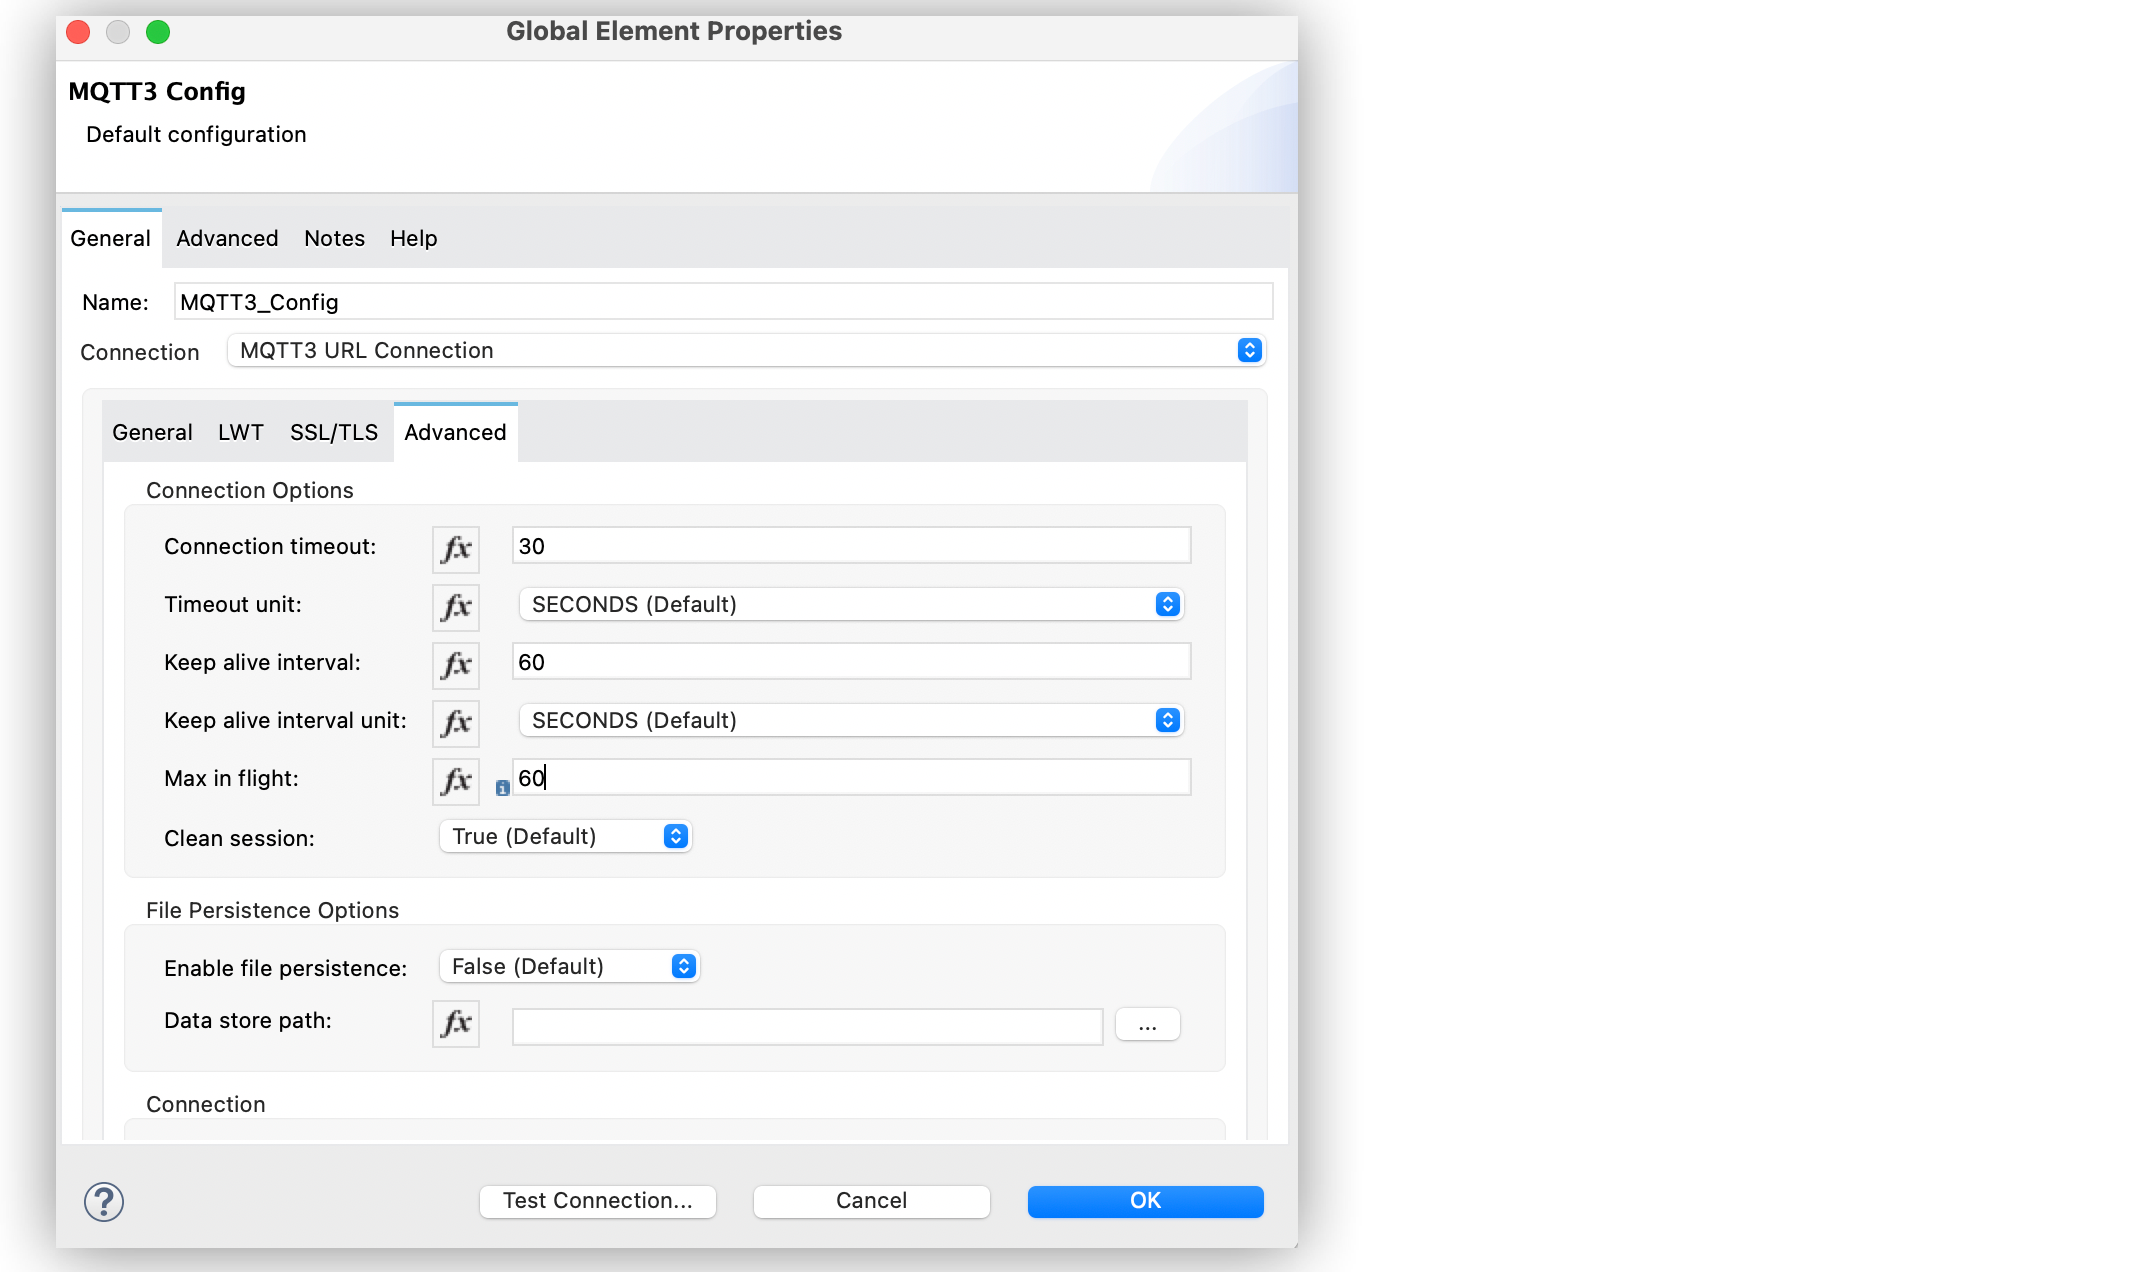 Global Element Properties
MQTT3 Config
Default configuration
General Advanced Notes Help
Name: MQTT3_Config
Connection MQTT3 URL Connection
General LWT SSL/TLS Advanced
Connection Options
Connection timeout: fx 30
Timeout unit: fx SECONDS (Default)
Keep alive interval: fx 60
Keep alive interval unit: fx SECONDS (Default)
Max in flight: fx i 60
Clean session: True (Default)
File Persistence Options
Enable file persistence: False (Default)
Data store path: fx ...
Connection
? Test Connection... Cancel OK